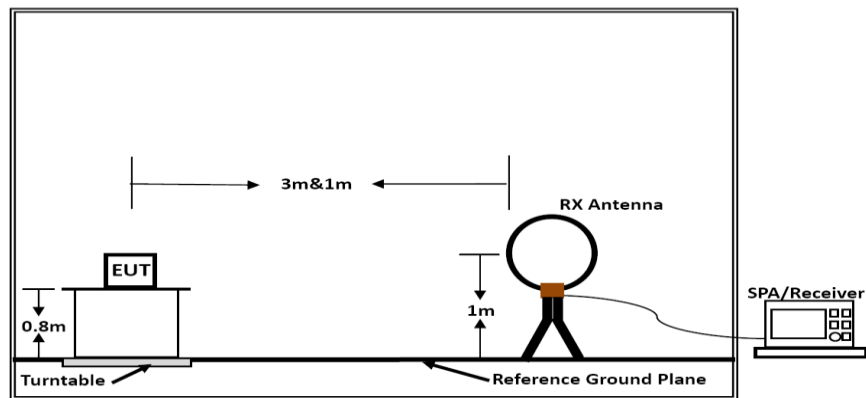 3m&1m
RX Antenna
EUT
SPA/Receiver
0.8m
1m
Turntable
Reference Ground Plane